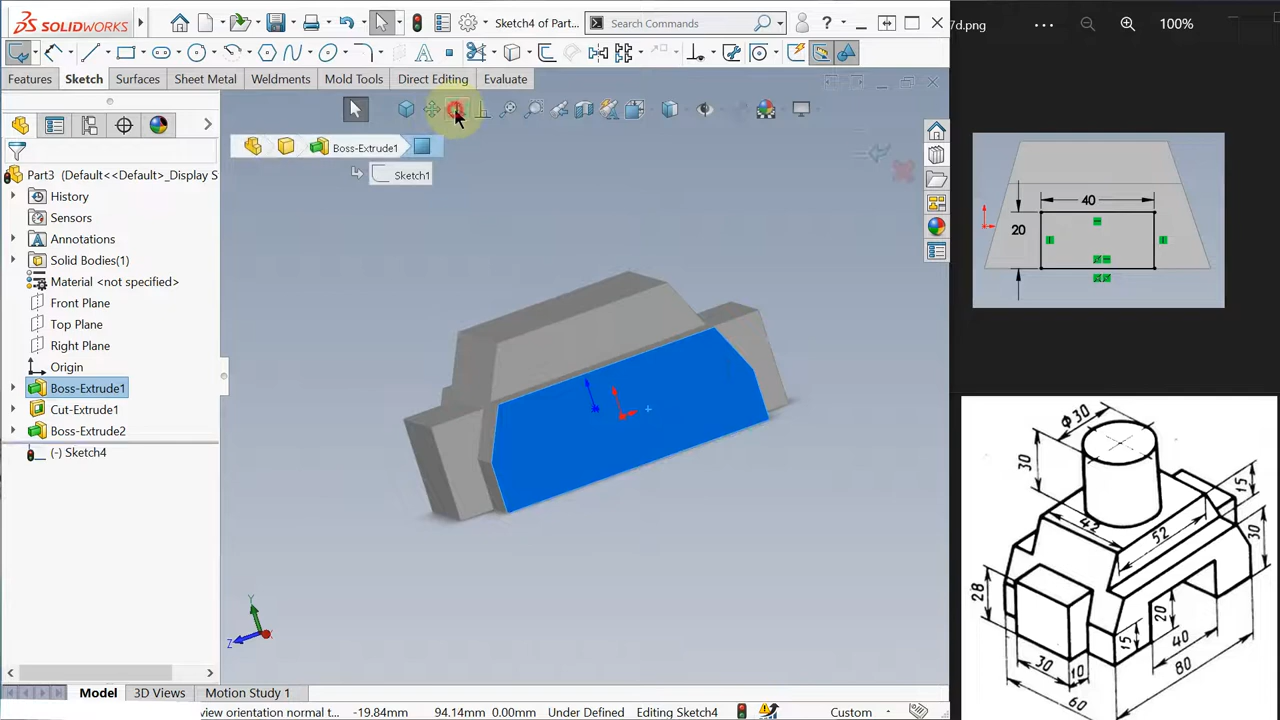 SOLIDWORKS
Sketch4 of Part...
Search Commands
7d.png
100%
Features
Sketch
Surfaces
Sheet Metal
Weldments
Mold Tools
Direct Editing
Evaluate
Boss-Extrude1
Sketch1
Part3 (Default<<Default>_Display S
History
Sensors
Annotations
Solid Bodies(1)
Material <not specified>
Front Plane
Top Plane
Right Plane
Origin
Boss-Extrude1
Cut-Extrude1
Boss-Extrude2
(-) Sketch4
Y
Z
40
20
Φ30
30
15
42
52
30
28
20
15
40
30
10
80
60
Model
3D Views
Motion Study 1
view orientation normal t...
-19.84mm
94.14mm
0.00mm
Under Defined
Editing Sketch4
Custom